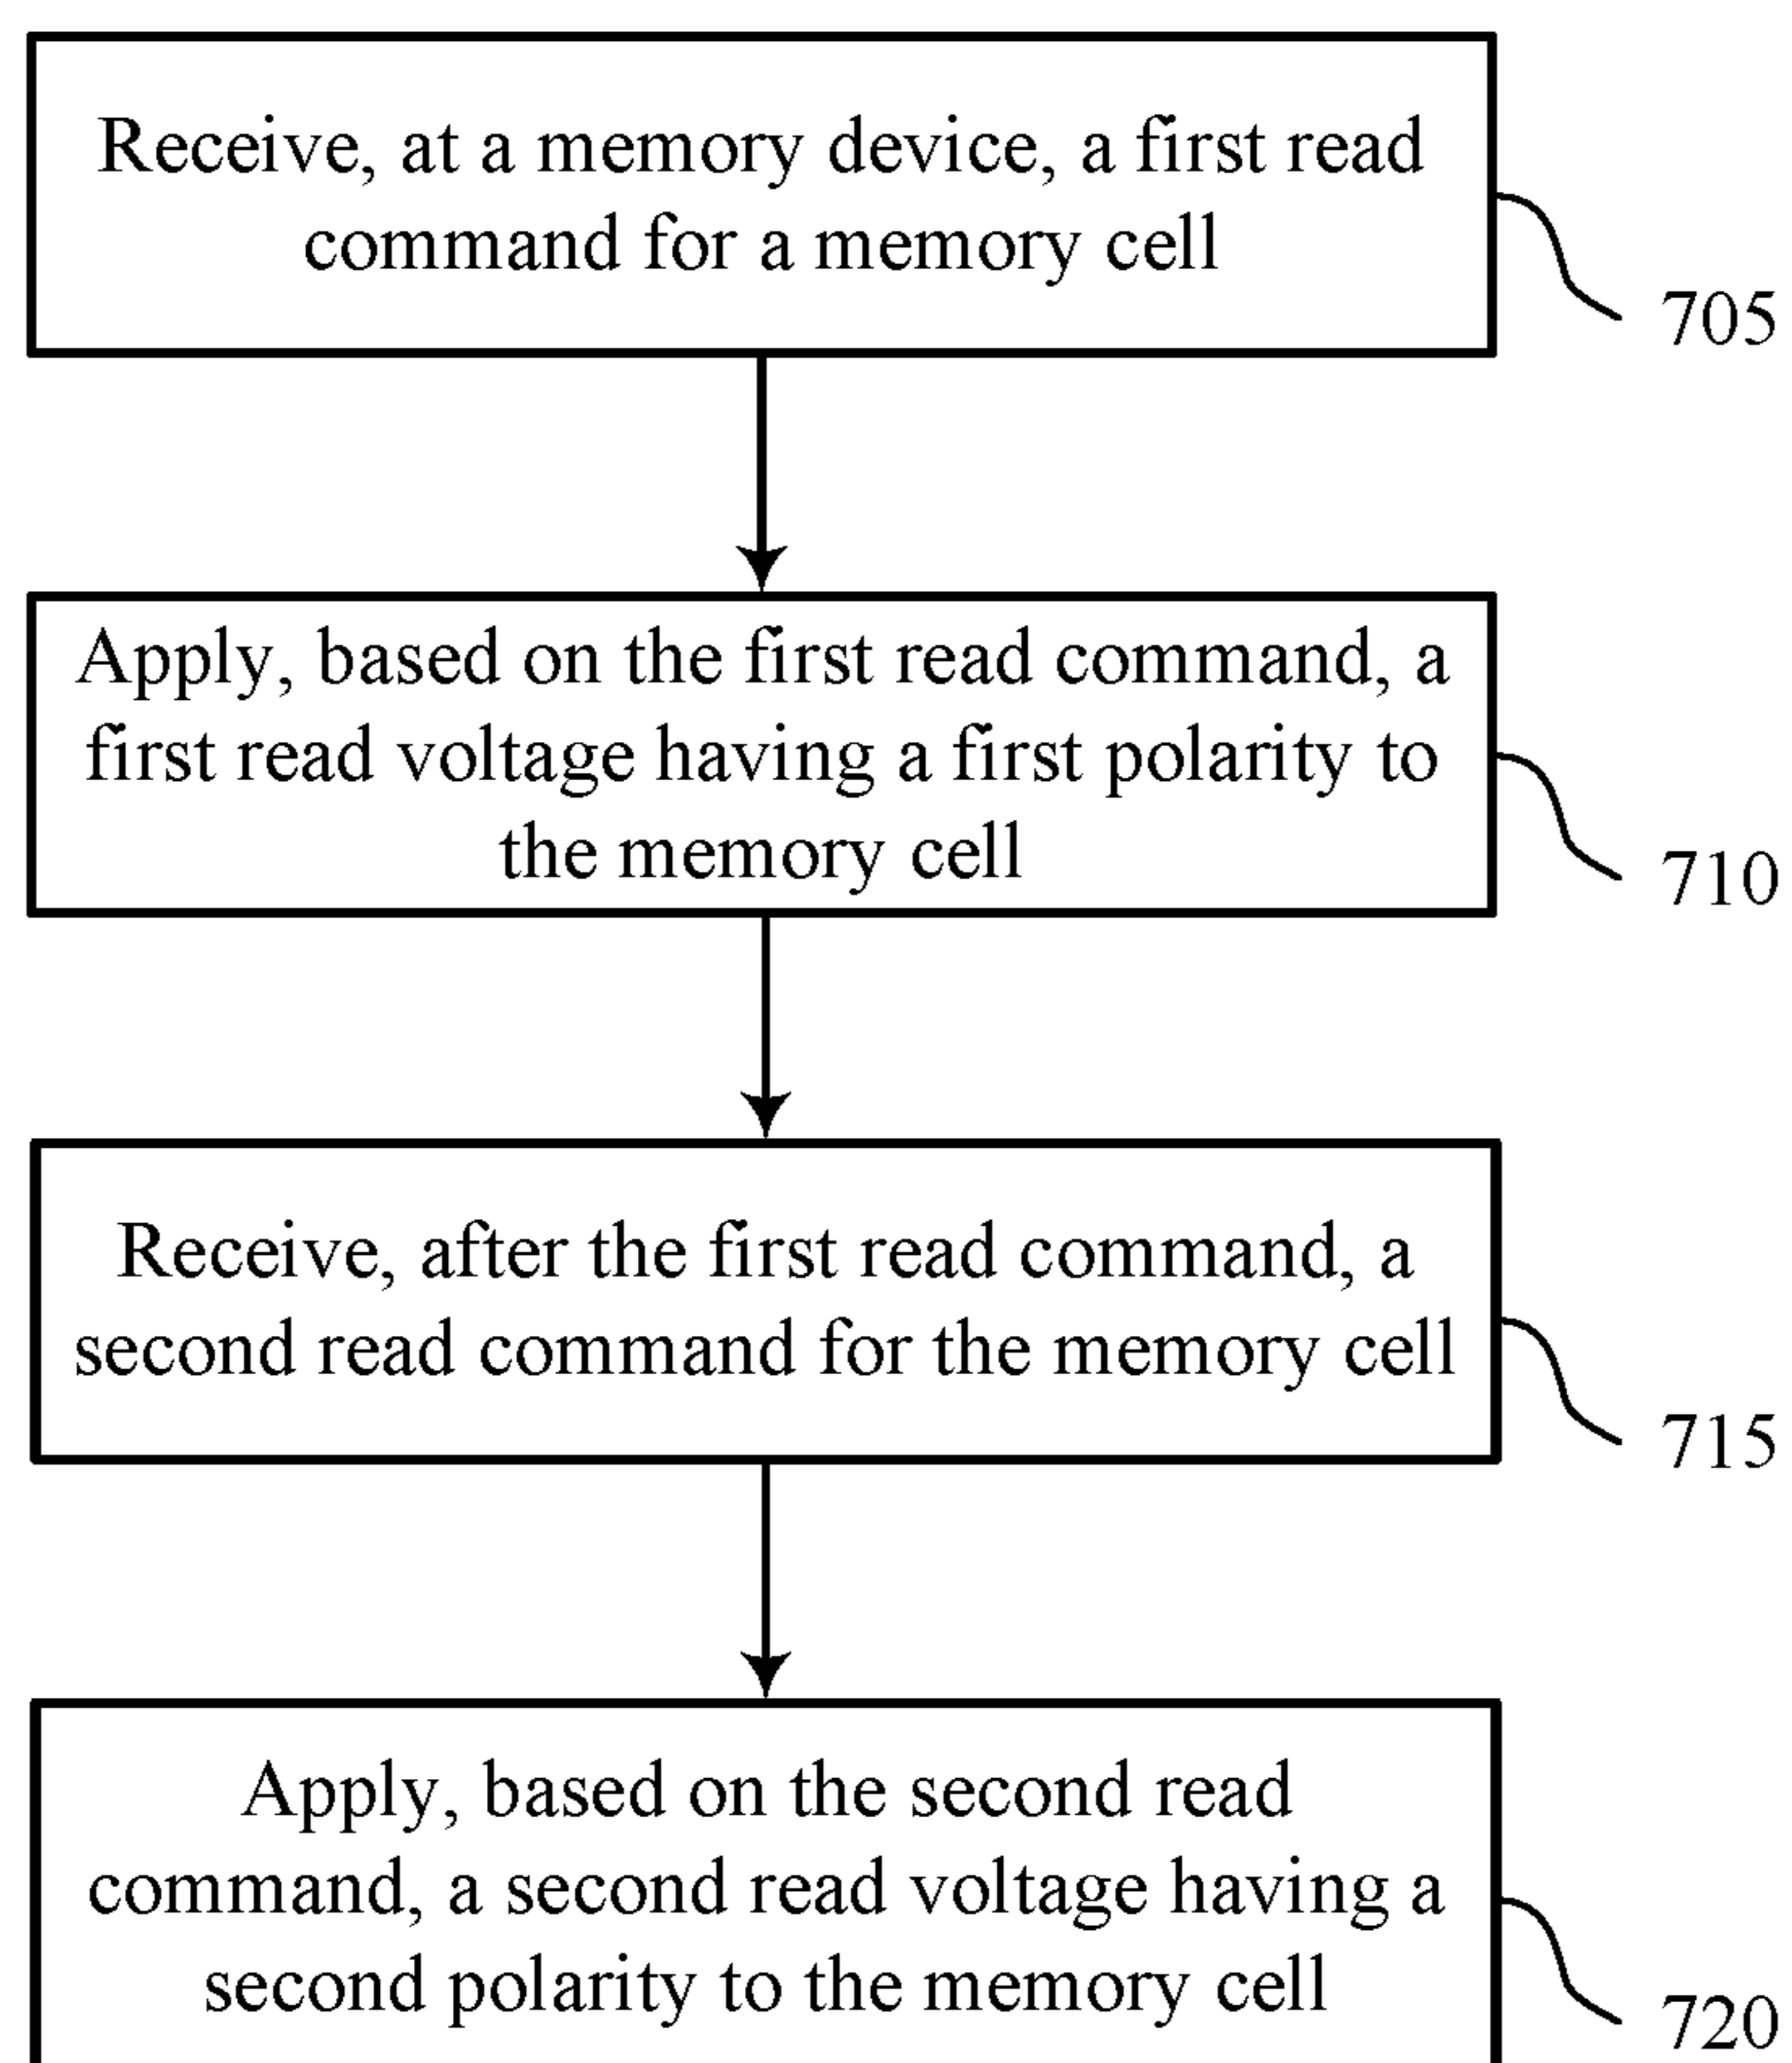 Receive, at a memory device, a first read
command for a memory cell
705
Apply, based on the first read command, a
first read voltage having a first polarity to
the memory cell
710
Receive, after the first read command, a
second read command for the memory cell
715
Apply, based on the second read
command, a second read voltage having a
second polarity to the memory cell
720